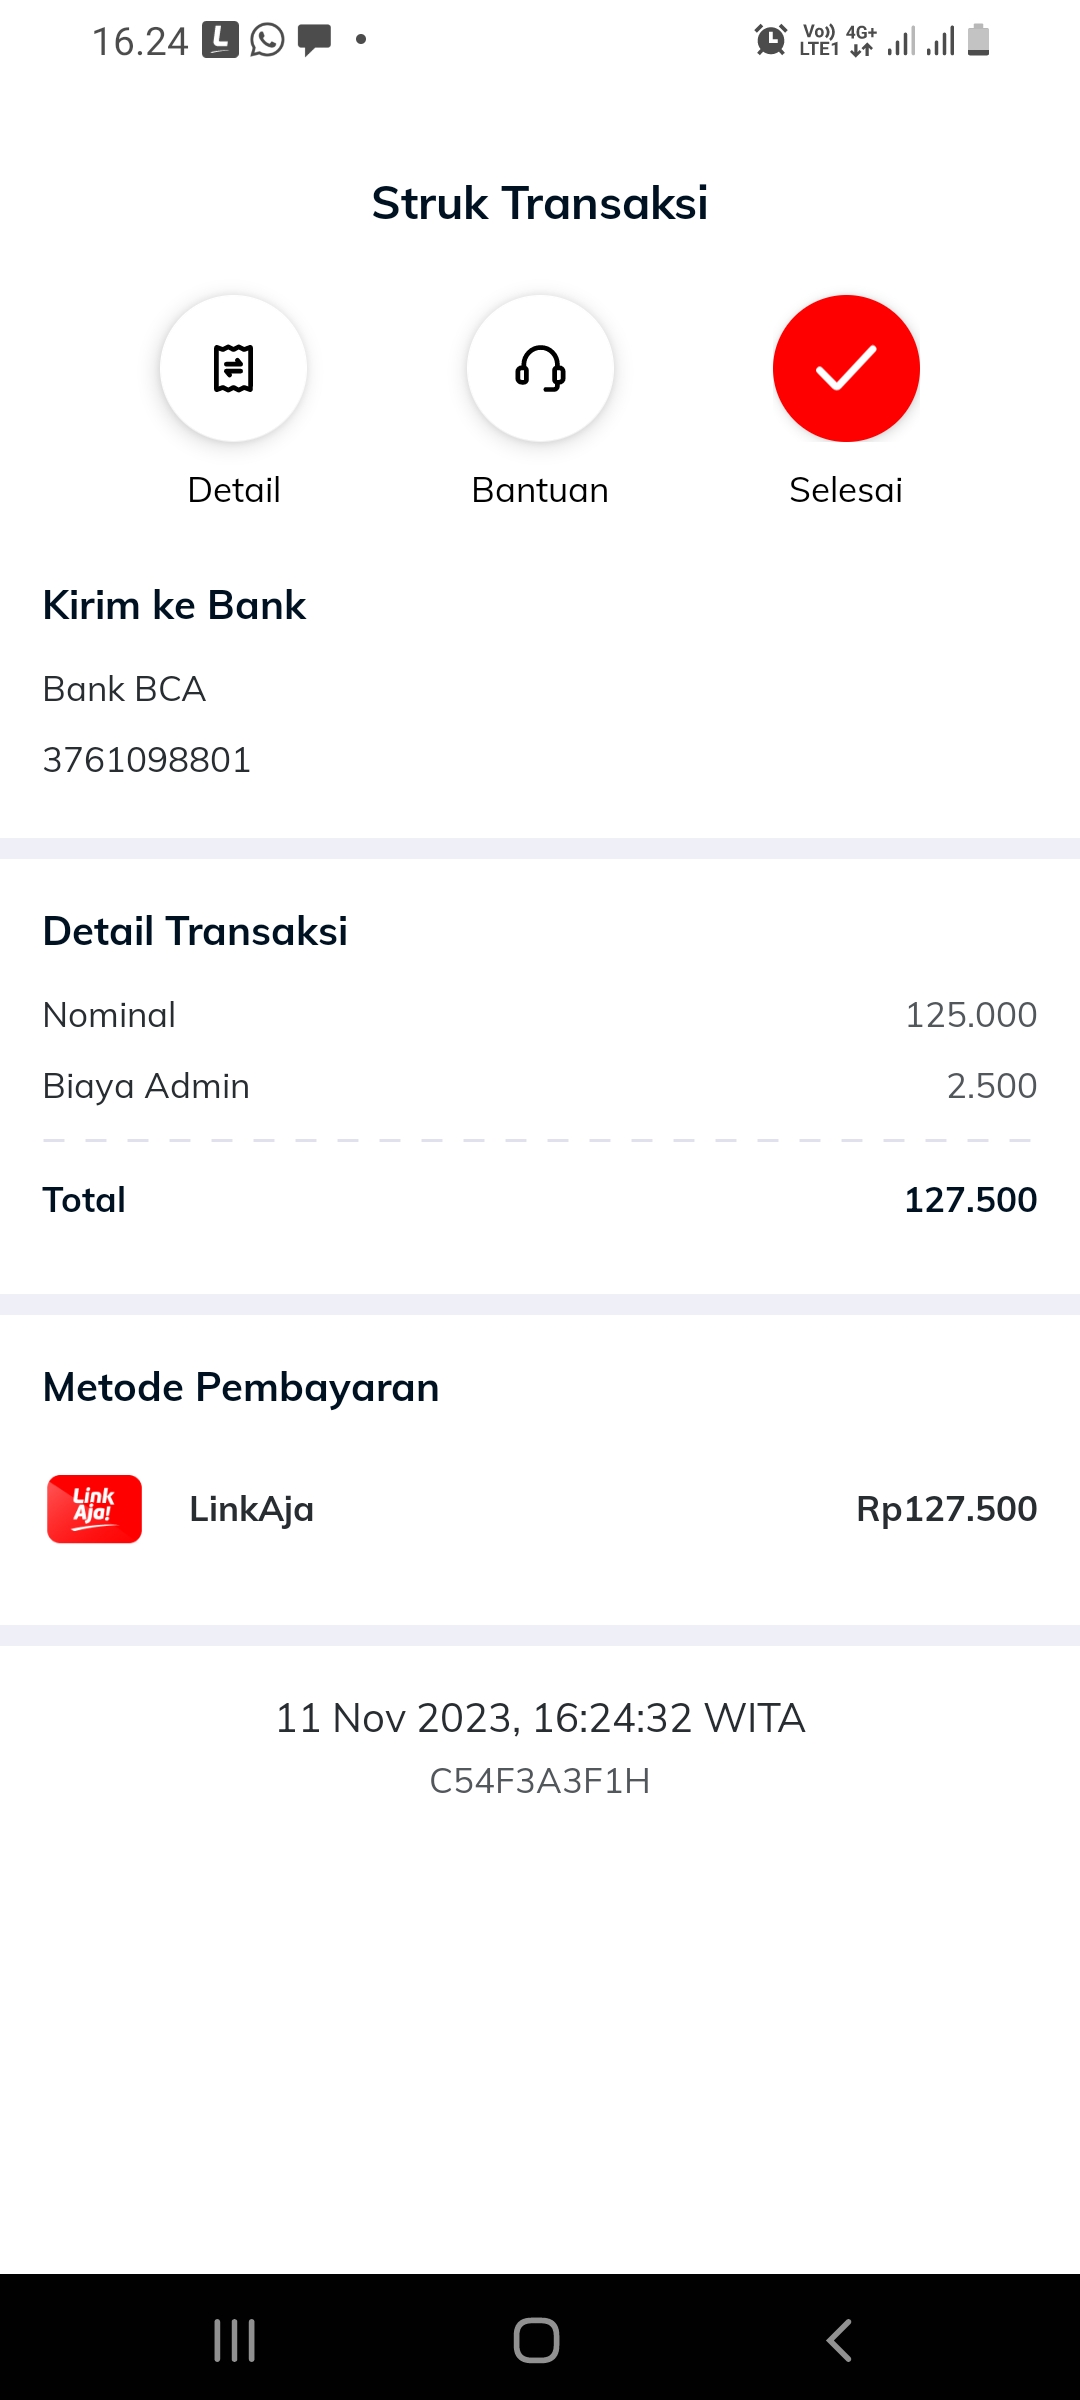 16.24
Vo)) LTE1 4G+
Struk Transaksi
Detail Bantuan Selesai
Kirim ke Bank
Bank BCA
3761098801
Detail Transaksi
Nominal 125.000
Biaya Admin 2.500
Total 127.500
Metode Pembayaran
Link Aja! LinkAja Rp127.500
11 Nov 2023, 16:24:32 WITA
C54F3A3F1H